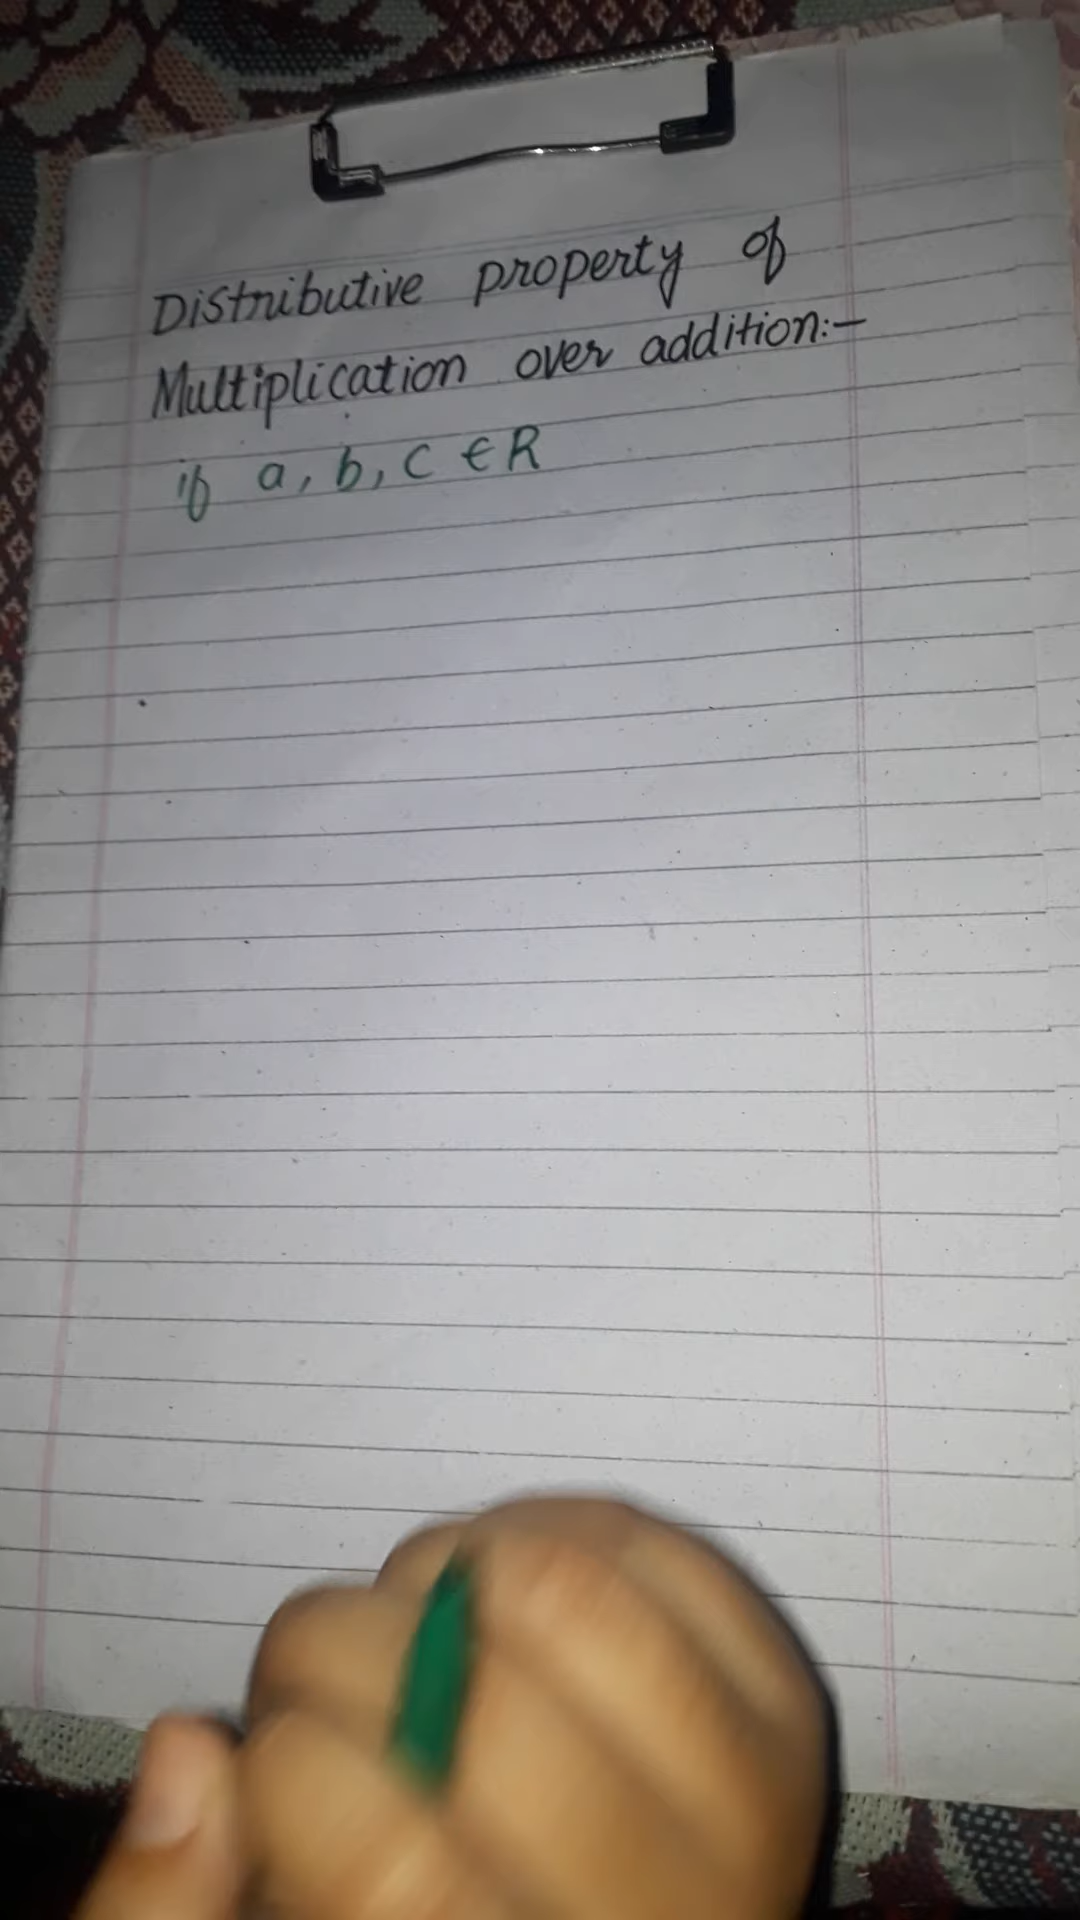 Distributive property of
Multiplication over addition:-
if a, b, c ∈ R